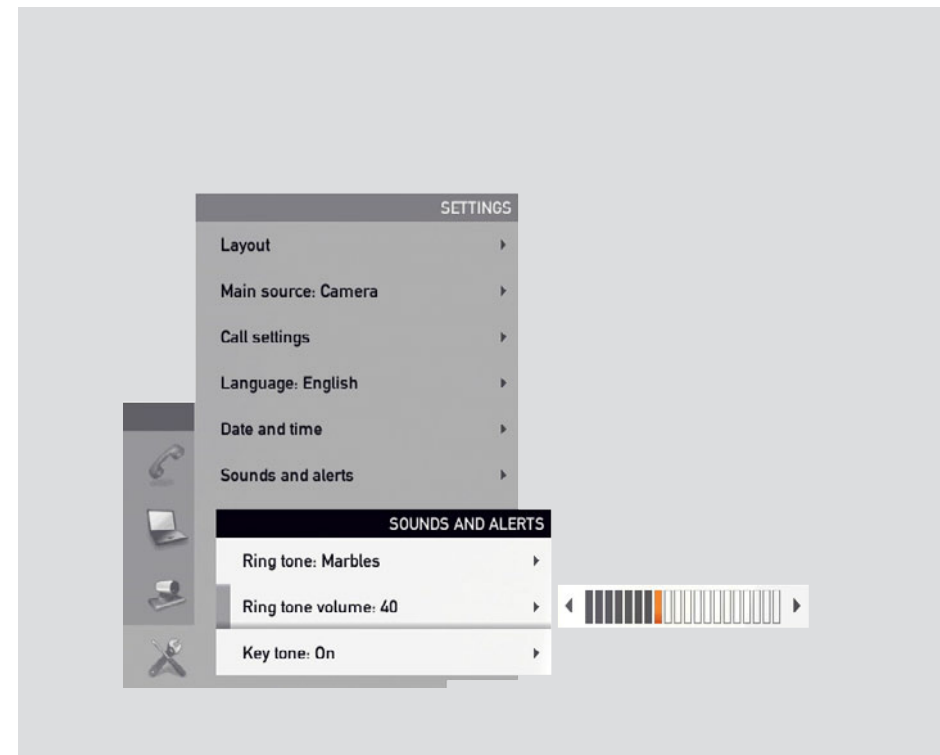 SETTINGS
Layout
Main source: Camera
Call settings
Language: English
Date and time
Sounds and alerts
SOUNDS AND ALERTS
Ring tone: Marbles
Ring tone volume: 40
Key tone: On